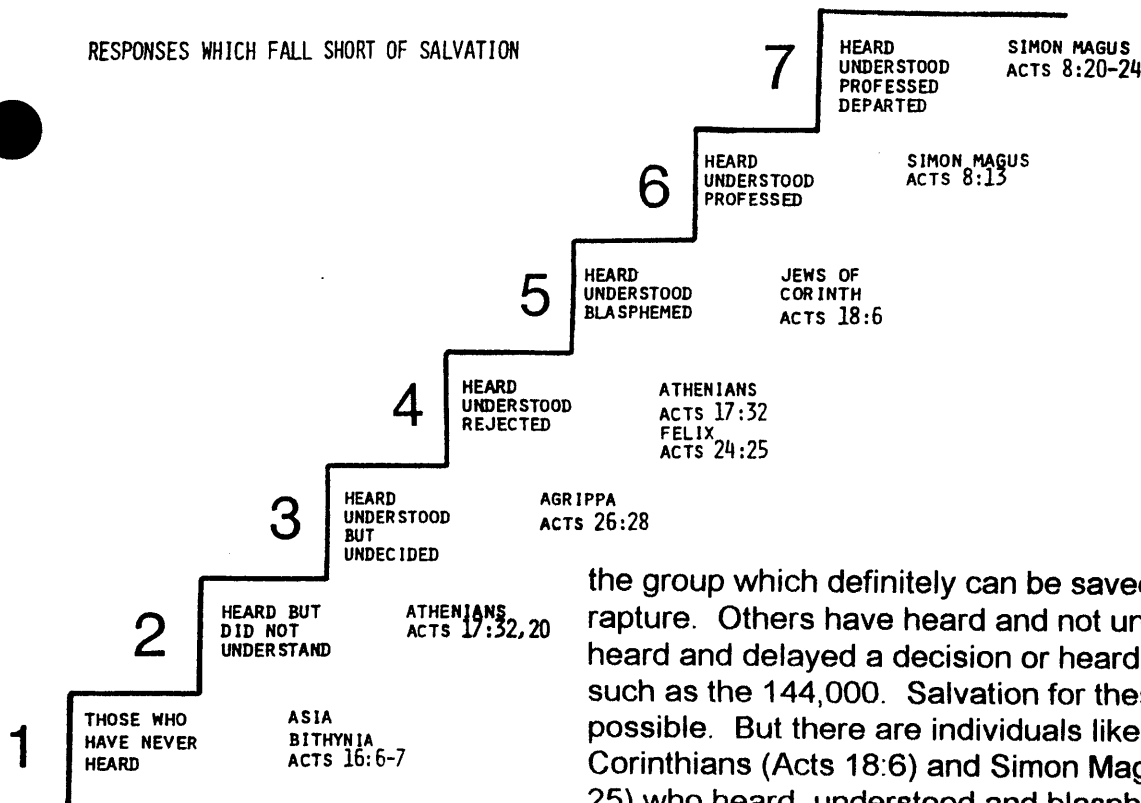 RESPONSES WHICH FALL SHORT OF SALVATION
7
HEARD
UNDERSTOOD
PROFESSED
DEPARTED
SIMON MAGUS
ACTS 8:20-24
6
HEARD
UNDERSTOOD
PROFESSED
SIMON MAGUS
ACTS 8:13
5
HEARD
UNDERSTOOD
BLASPHEMED
JEWS OF
CORINTH
ACTS 18:6
4
HEARD
UNDERSTOOD
REJECTED
ATHENIANS
ACTS 17:32
FELIX
ACTS 24:25
3
HEARD
UNDERSTOOD
BUT
UNDECIDED
AGRIPPA
ACTS 26:28
2
HEARD BUT
DID NOT
UNDERSTAND
ATHENIANS
ACTS 17:32,20
1
THOSE WHO
HAVE NEVER
HEARD
ASIA
BITHYNIA
ACTS 16:6-7
the group which definitely can be saved
rapture. Others have heard and not un
heard and delayed a decision or heard
such as the 144,000. Salvation for thes
possible. But there are individuals like
Corinthians (Acts 18:6) and Simon Mag
25) who heard, understood and blasph